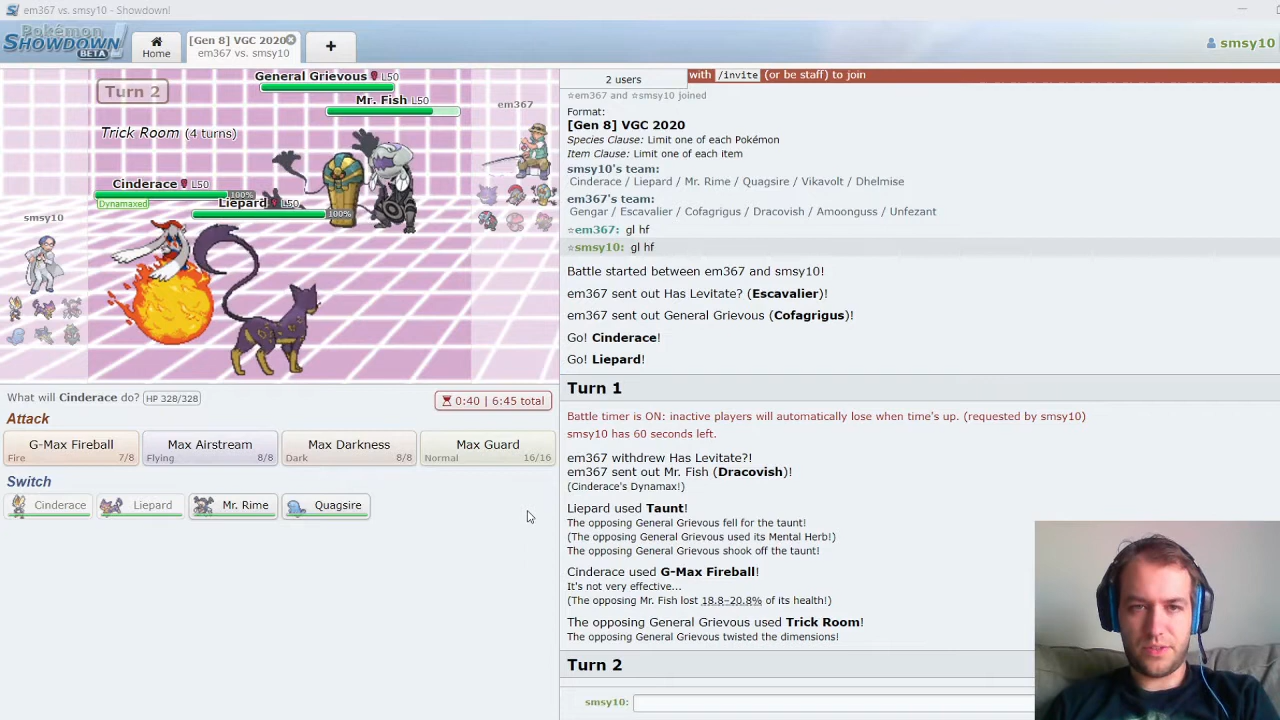 em367 vs. smsy10 - Showdown!
Pokémon
SHOWDOWN!
BETA
Home
[Gen 8] VGC 2020
em367 vs. smsy10
+
smsy10
Turn 2
General Grievous L50
Mr. Fish L50
em367
Trick Room (4 turns)
Cinderace L50
100%
Dynamaxed
Liepard L50
100%
smsy10
2 users
with /invite (or be staff) to join
☆em367 and ☆smsy10 joined
Format:
[Gen 8] VGC 2020
Species Clause: Limit one of each Pokémon
Item Clause: Limit one of each item
smsy10's team:
Cinderace / Liepard / Mr. Rime / Quagsire / Vikavolt / Dhelmise
em367's team:
Gengar / Escavalier / Cofagrigus / Dracovish / Amoonguss / Unfezant
☆em367: gl hf
☆smsy10: gl hf
Battle started between em367 and smsy10!
em367 sent out Has Levitate? (Escavalier)!
em367 sent out General Grievous (Cofagrigus)!
Go! Cinderace!
Go! Liepard!
Turn 1
Battle timer is ON: inactive players will automatically lose when time's up. (requested by smsy10)
smsy10 has 60 seconds left.
em367 withdrew Has Levitate?!
em367 sent out Mr. Fish (Dracovish)!
(Cinderace's Dynamax!)
Liepard used Taunt!
The opposing General Grievous fell for the taunt!
(The opposing General Grievous used its Mental Herb!)
The opposing General Grievous shook off the taunt!
Cinderace used G-Max Fireball!
It's not very effective...
(The opposing Mr. Fish lost 18.8–20.8% of its health!)
The opposing General Grievous used Trick Room!
The opposing General Grievous twisted the dimensions!
Turn 2
smsy10:
What will Cinderace do? HP 328/328
0:40 | 6:45 total
Attack
G-Max Fireball
Fire 7/8
Max Airstream
Flying 8/8
Max Darkness
Dark 8/8
Max Guard
Normal 16/16
Switch
Cinderace
Liepard
Mr. Rime
Quagsire